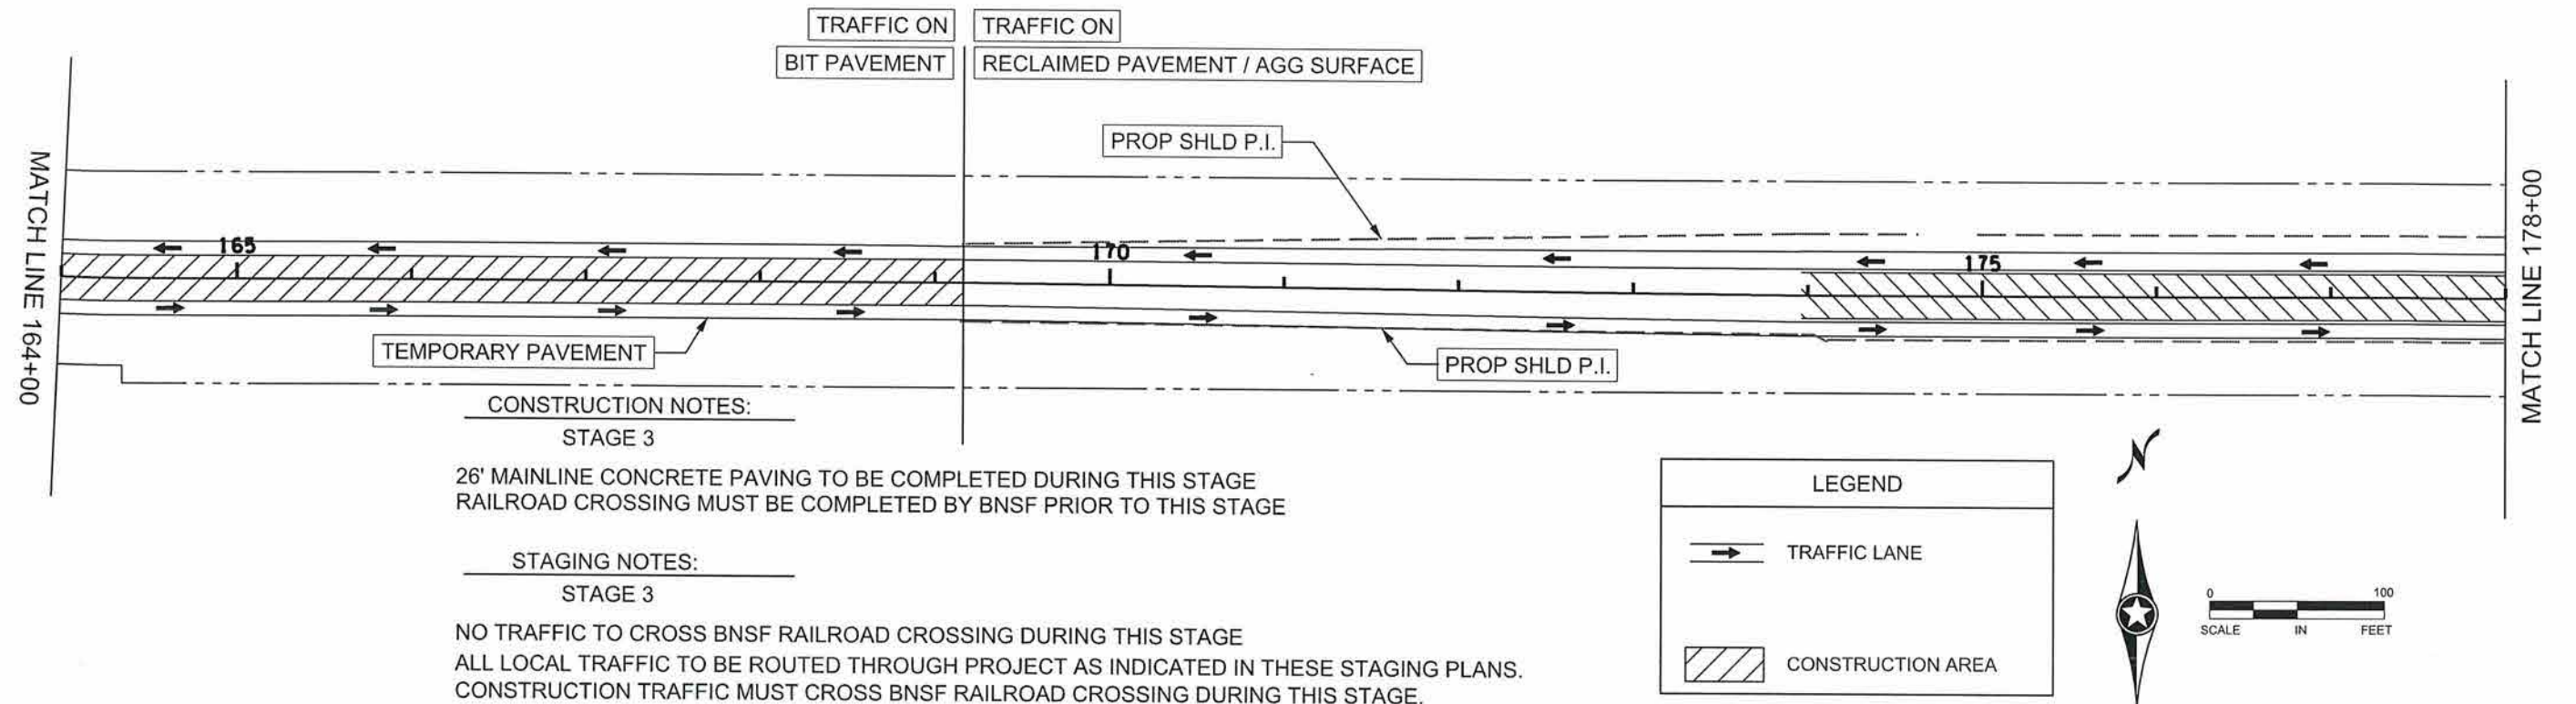 TRAFFIC ON
BIT PAVEMENT
TRAFFIC ON
RECLAIMED PAVEMENT / AGG SURFACE
PROP SHLD P.I.
MATCH LINE 164+00
165
170
175
MATCH LINE 178+00
TEMPORARY PAVEMENT
PROP SHLD P.I.
CONSTRUCTION NOTES:
STAGE 3
26' MAINLINE CONCRETE PAVING TO BE COMPLETED DURING THIS STAGE
RAILROAD CROSSING MUST BE COMPLETED BY BNSF PRIOR TO THIS STAGE
STAGING NOTES:
STAGE 3
NO TRAFFIC TO CROSS BNSF RAILROAD CROSSING DURING THIS STAGE
ALL LOCAL TRAFFIC TO BE ROUTED THROUGH PROJECT AS INDICATED IN THESE STAGING PLANS.
CONSTRUCTION TRAFFIC MUST CROSS BNSF RAILROAD CROSSING DURING THIS STAGE.
LEGEND
TRAFFIC LANE
CONSTRUCTION AREA
N
0 100
SCALE IN FEET